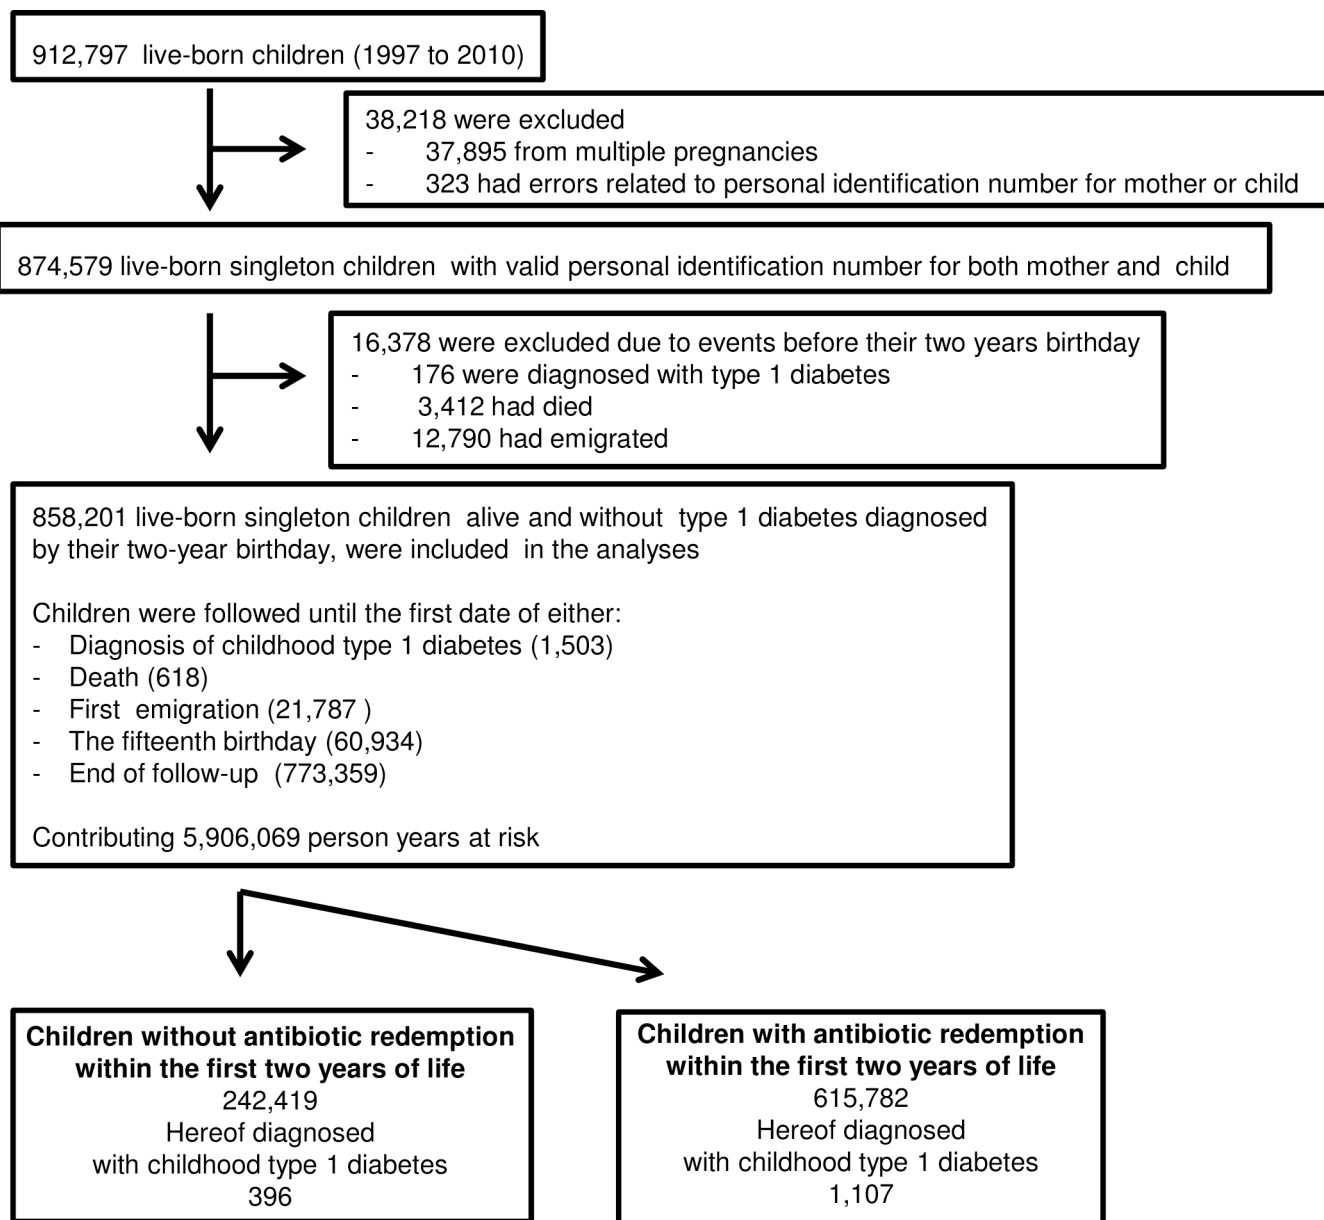 912,797 live-born children (1997 to 2010)
38,218 were excluded
- 37,895 from multiple pregnancies
- 323 had errors related to personal identification number for mother or child
874,579 live-born singleton children with valid personal identification number for both mother and child
16,378 were excluded due to events before their two years birthday
- 176 were diagnosed with type 1 diabetes
- 3,412 had died
- 12,790 had emigrated
858,201 live-born singleton children alive and without type 1 diabetes diagnosed
by their two-year birthday, were included in the analyses
Children were followed until the first date of either:
- Diagnosis of childhood type 1 diabetes (1,503)
- Death (618)
- First emigration (21,787 )
- The fifteenth birthday (60,934)
- End of follow-up (773,359)
Contributing 5,906,069 person years at risk
Children without antibiotic redemption
within the first two years of life
242,419
Hereof diagnosed
with childhood type 1 diabetes
396
Children with antibiotic redemption
within the first two years of life
615,782
Hereof diagnosed
with childhood type 1 diabetes
1,107